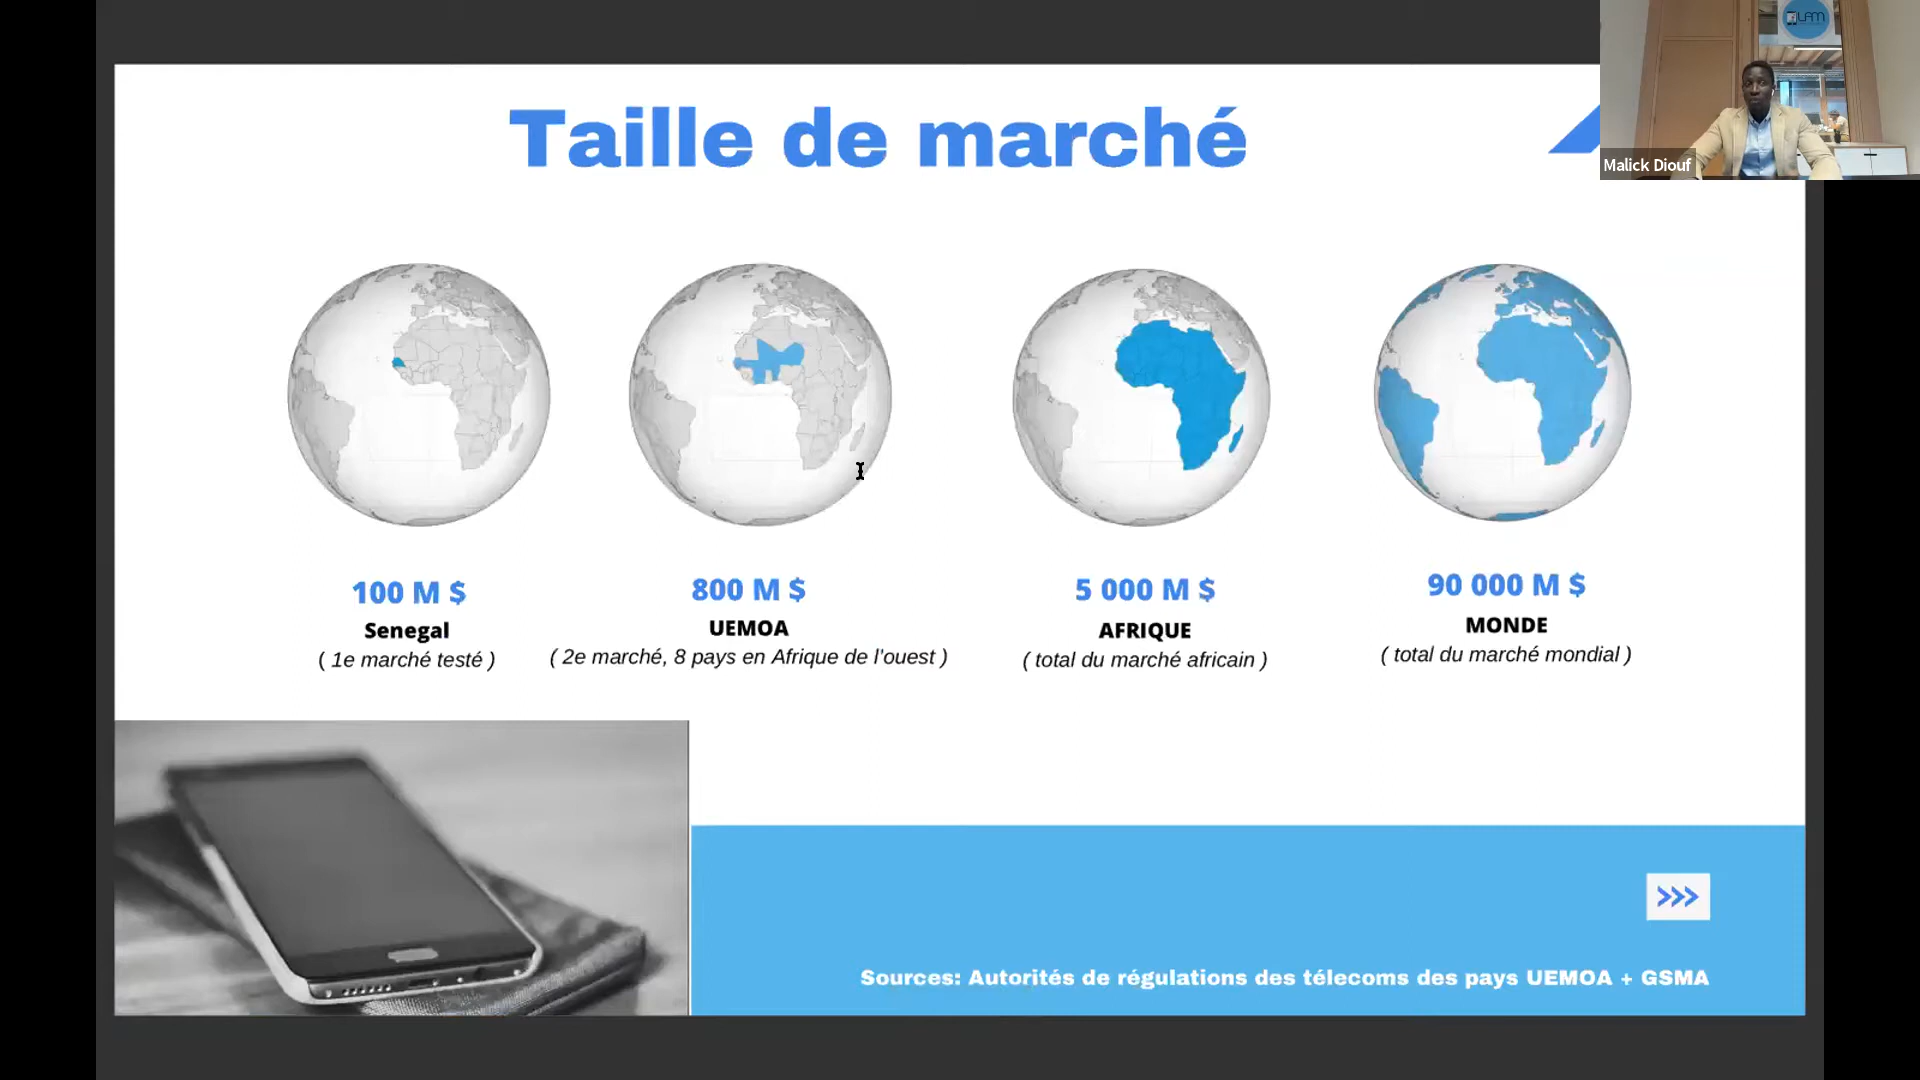 LAM
Malick Diouf
Taille de marché
100 M $
Senegal
( 1e marché testé )
800 M $
UEMOA
( 2e marché, 8 pays en Afrique de l'ouest )
5 000 M $
AFRIQUE
( total du marché africain )
90 000 M $
MONDE
( total du marché mondial )
>>>
Sources: Autorités de régulations des télecoms des pays UEMOA + GSMA